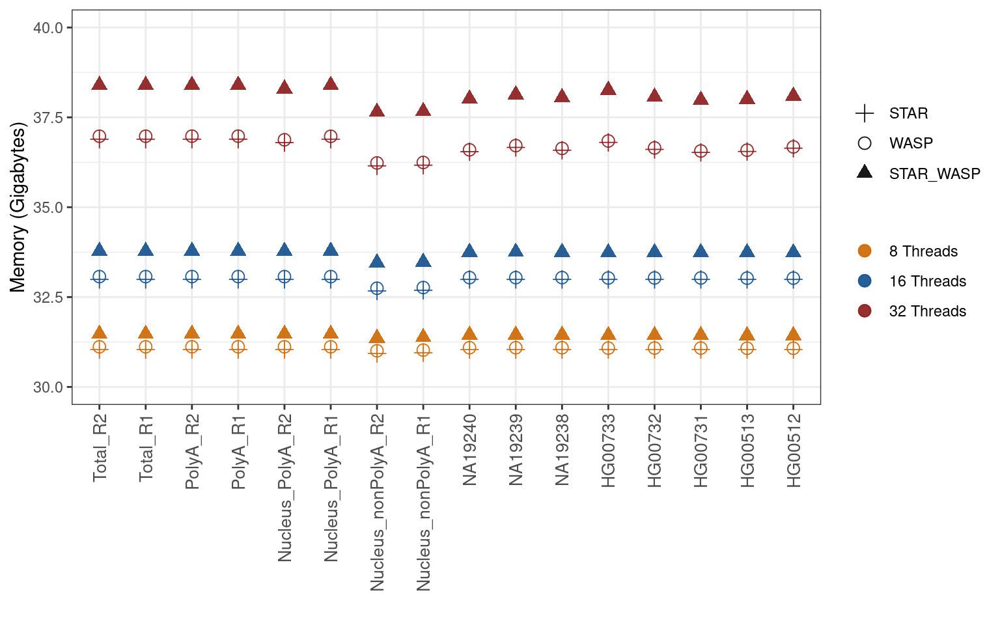 Memory (Gigabytes)
40.0
37.5
35.0
32.5
30.0
Total_R2
Total_R1
PolyA_R2
PolyA_R1
Nucleus_PolyA_R2
Nucleus_PolyA_R1
Nucleus_nonPolyA_R2
Nucleus_nonPolyA_R1
NA19240
NA19239
NA19238
HG00733
HG00732
HG00731
HG00513
HG00512
STAR
WASP
STAR_WASP
8 Threads
16 Threads
32 Threads